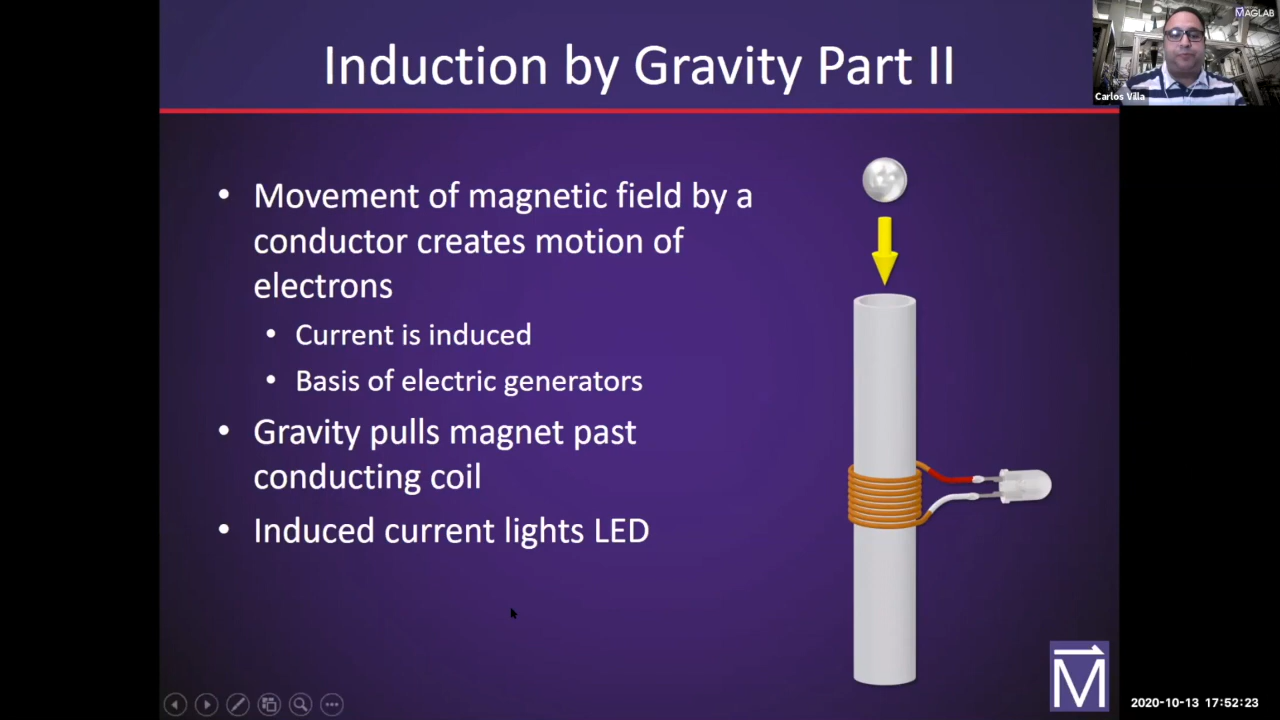 Induction by Gravity Part II
MAGLAB
Carlos Villa
• Movement of magnetic field by a
conductor creates motion of
electrons
• Current is induced
• Basis of electric generators
• Gravity pulls magnet past
conducting coil
• Induced current lights LED
M
2020-10-13 17:52:23